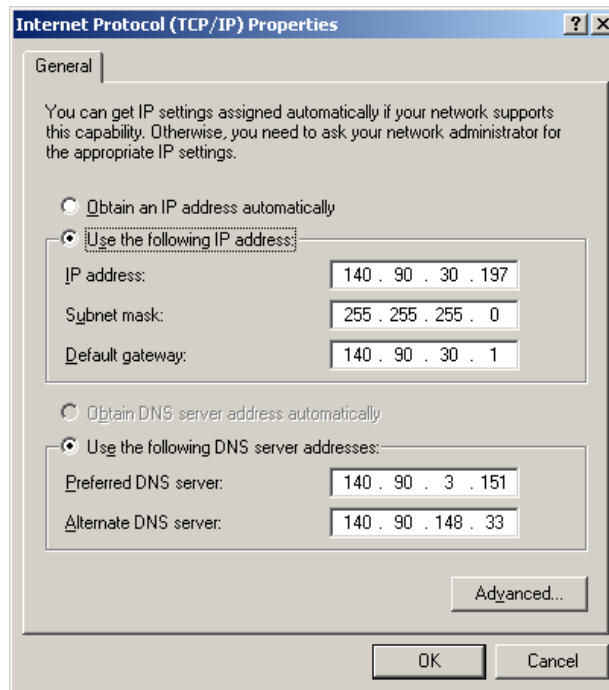 Internet Protocol (TCP/IP) Properties
General
You can get IP settings assigned automatically if your network supports
this capability. Otherwise, you need to ask your network administrator for
the appropriate IP settings.
Obtain an IP address automatically
Use the following IP address:
IP address: 140 . 90 . 30 . 197
Subnet mask: 255 . 255 . 255 . 0
Default gateway: 140 . 90 . 30 . 1
Obtain DNS server address automatically
Use the following DNS server addresses:
Preferred DNS server: 140 . 90 . 3 . 151
Alternate DNS server: 140 . 90 . 148 . 33
Advanced...
OK Cancel